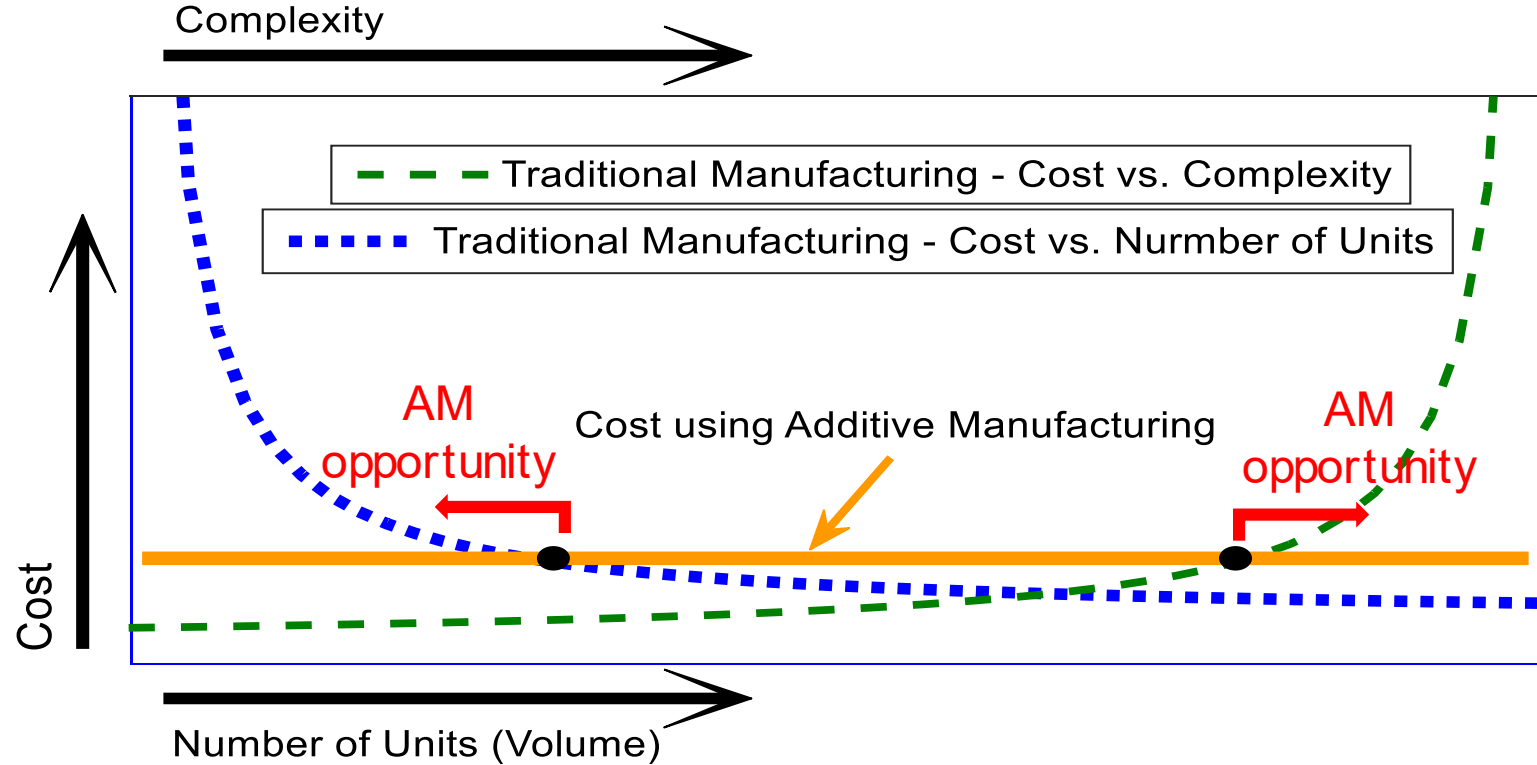 Complexity
Traditional Manufacturing - Cost vs. Complexity
Traditional Manufacturing - Cost vs. Nurmber of Units
AM
opportunity
Cost using Additive Manufacturing
AM
opportunity
Cost
Number of Units (Volume)